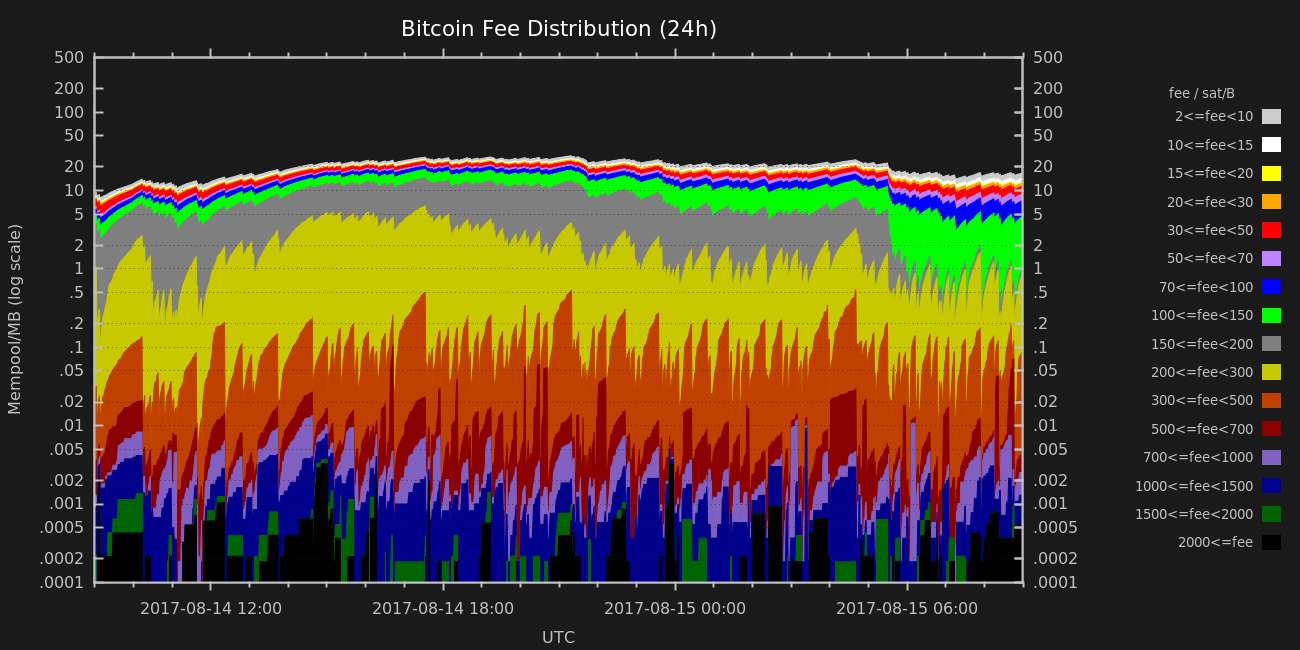 Bitcoin Fee Distribution (24h)
Mempool/MB (log scale)
500
200
100
50
20
10
5
2
1
.5
.2
.1
.05
.02
.01
.005
.002
.001
.0005
.0002
.0001
500
200
100
50
20
10
5
2
1
.5
.2
.1
.05
.02
.01
.005
.002
.001
.0005
.0002
.0001
2017-08-14 12:00
2017-08-14 18:00
2017-08-15 00:00
2017-08-15 06:00
UTC
fee / sat/B
2<=fee<10
10<=fee<15
15<=fee<20
20<=fee<30
30<=fee<50
50<=fee<70
70<=fee<100
100<=fee<150
150<=fee<200
200<=fee<300
300<=fee<500
500<=fee<700
700<=fee<1000
1000<=fee<1500
1500<=fee<2000
2000<=fee